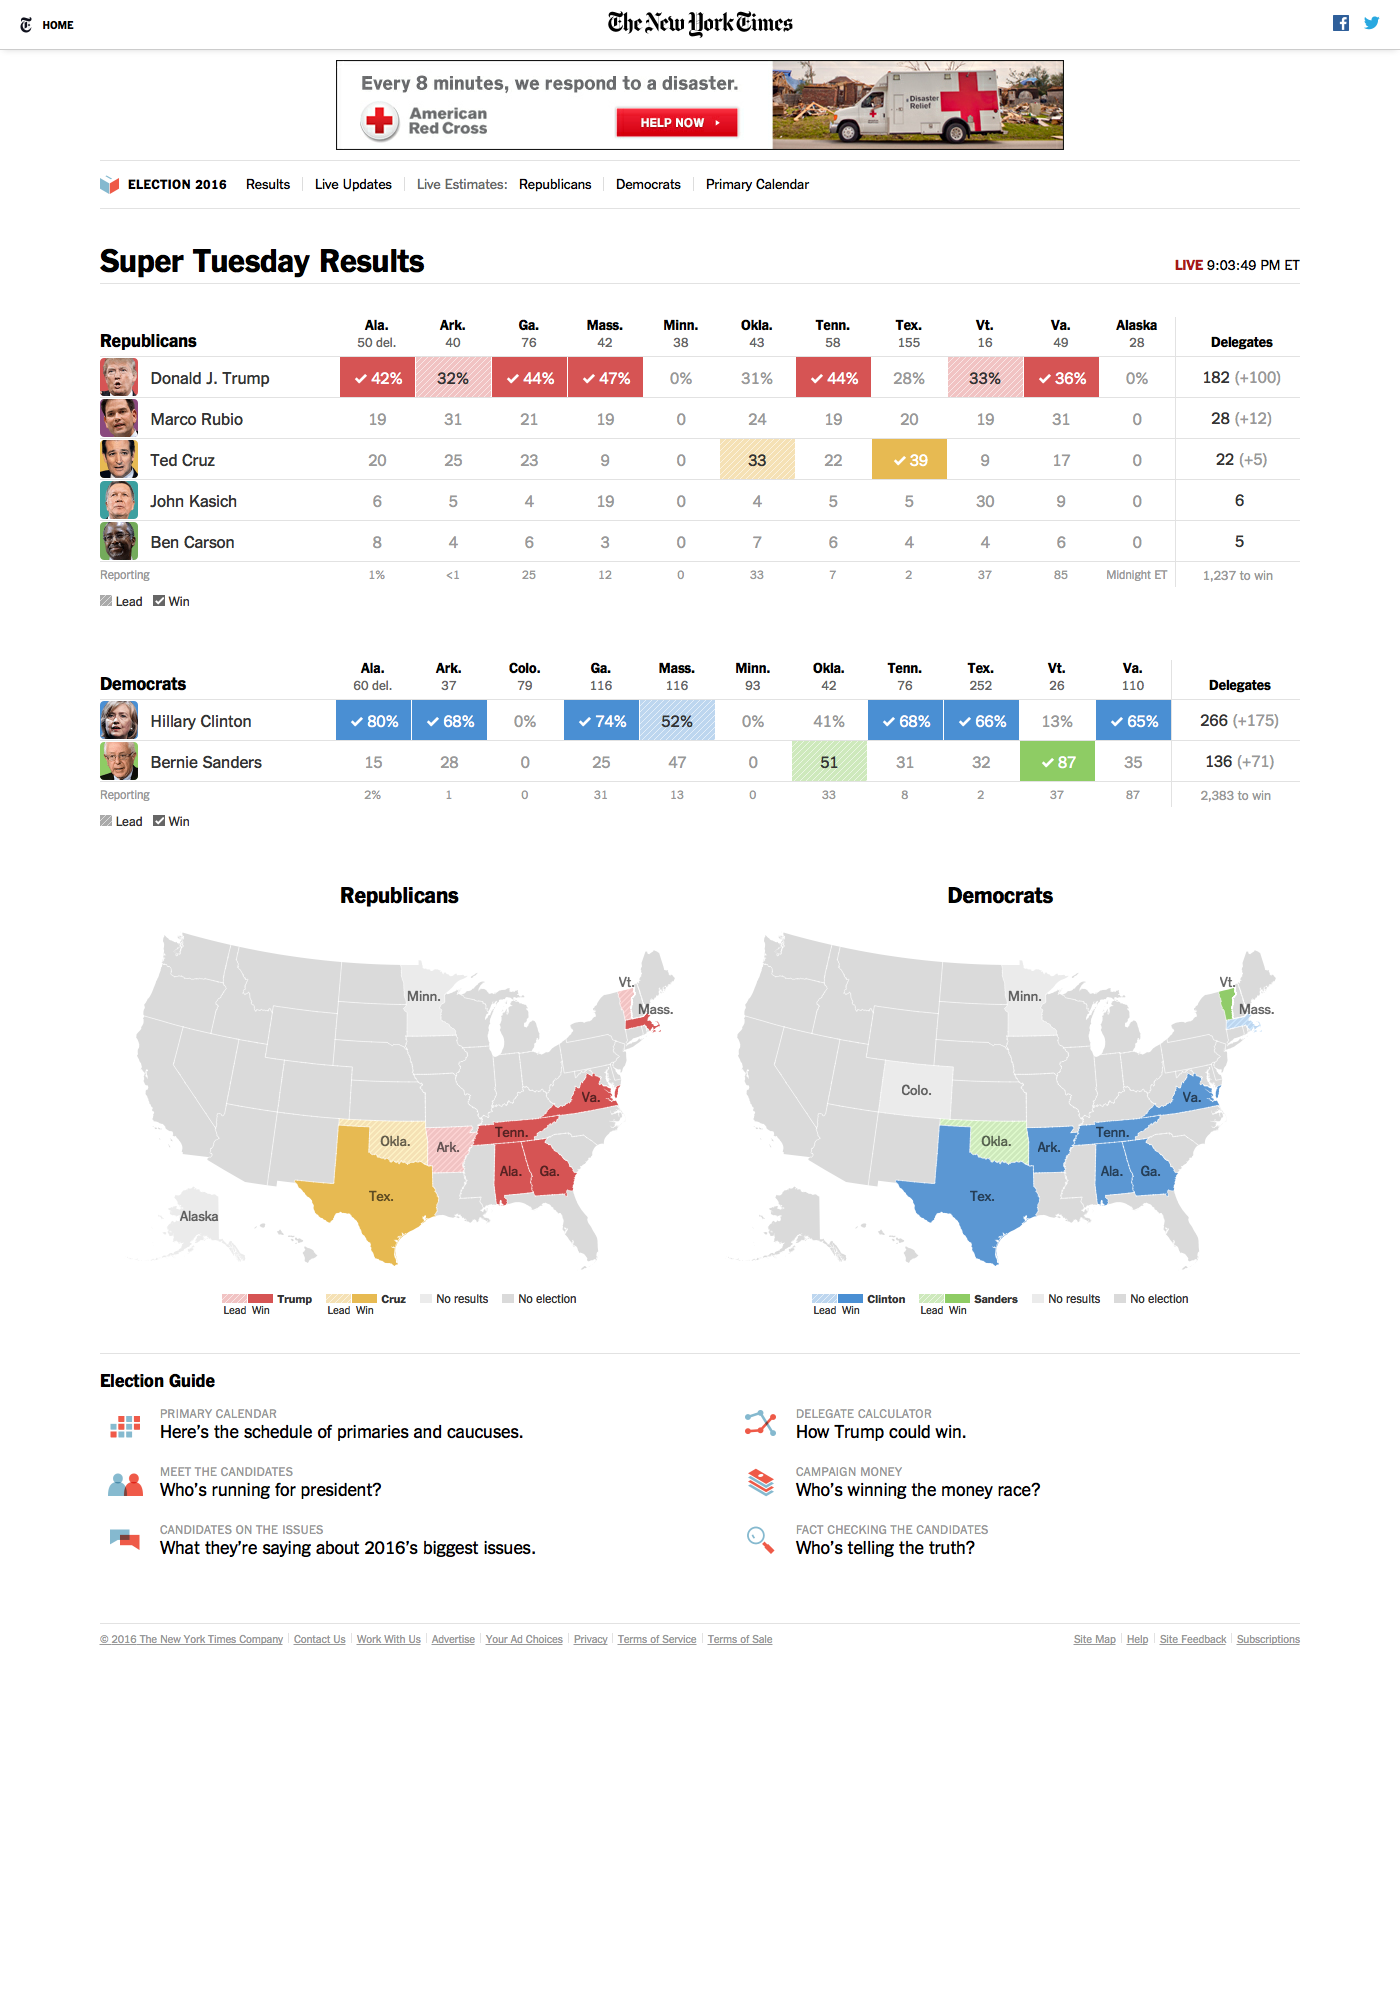 HOME
The New York Times
Every 8 minutes, we respond to a disaster.
American
Red Cross
HELP NOW
Disaster
Relief
ELECTION 2016 Results Live Updates Live Estimates: Republicans Democrats Primary Calendar
Super Tuesday Results
LIVE 9:03:49 PM ET
Ala. Ark. Ga. Mass. Minn. Okla. Tenn. Tex. Vt. Va. Alaska
Republicans 50 del. 40 76 42 38 43 58 155 16 49 28 Delegates
Donald J. Trump 42% 32% 44% 47% 0% 31% 44% 28% 33% 36% 0% 182 (+100)
Marco Rubio 19 31 21 19 0 24 19 20 19 31 0 28 (+12)
Ted Cruz 20 25 23 9 0 33 22 39 9 17 0 22 (+5)
John Kasich 6 5 4 19 0 4 5 5 30 9 0 6
Ben Carson 8 4 6 3 0 7 6 4 4 6 0 5
Reporting 1% <1 25 12 0 33 7 2 37 85 Midnight ET 1,237 to win
Lead Win
Ala. Ark. Colo. Ga. Mass. Minn. Okla. Tenn. Tex. Vt. Va.
Democrats 60 del. 37 79 116 116 93 42 76 252 26 110 Delegates
Hillary Clinton 80% 68% 0% 74% 52% 0% 41% 68% 66% 13% 65% 266 (+175)
Bernie Sanders 15 28 0 25 47 0 51 31 32 87 35 136 (+71)
Reporting 2% 1 0 31 13 0 33 8 2 37 87 2,383 to win
Lead Win
Republicans
Vt.
Minn.
Mass.
Va.
Tenn.
Okla.
Ark.
Ala. Ga.
Tex.
Alaska
Lead Win Trump Lead Win Cruz No results No election
Democrats
Vt.
Minn.
Mass.
Colo.
Va.
Tenn.
Okla.
Ark.
Ala. Ga.
Tex.
Lead Win Clinton Lead Win Sanders No results No election
Election Guide
PRIMARY CALENDAR
Here's the schedule of primaries and caucuses.
DELEGATE CALCULATOR
How Trump could win.
MEET THE CANDIDATES
Who's running for president?
CAMPAIGN MONEY
Who's winning the money race?
CANDIDATES ON THE ISSUES
What they're saying about 2016's biggest issues.
FACT CHECKING THE CANDIDATES
Who's telling the truth?
© 2016 The New York Times Company Contact Us Work With Us Advertise Your Ad Choices Privacy Terms of Service Terms of Sale Site Map Help Site Feedback Subscriptions